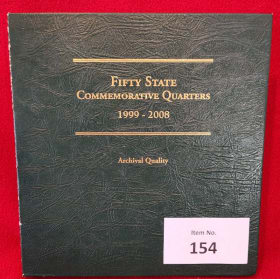 Fifty State
Commemorative Quarters
1999 - 2008
Archival Quality
Item No.
154